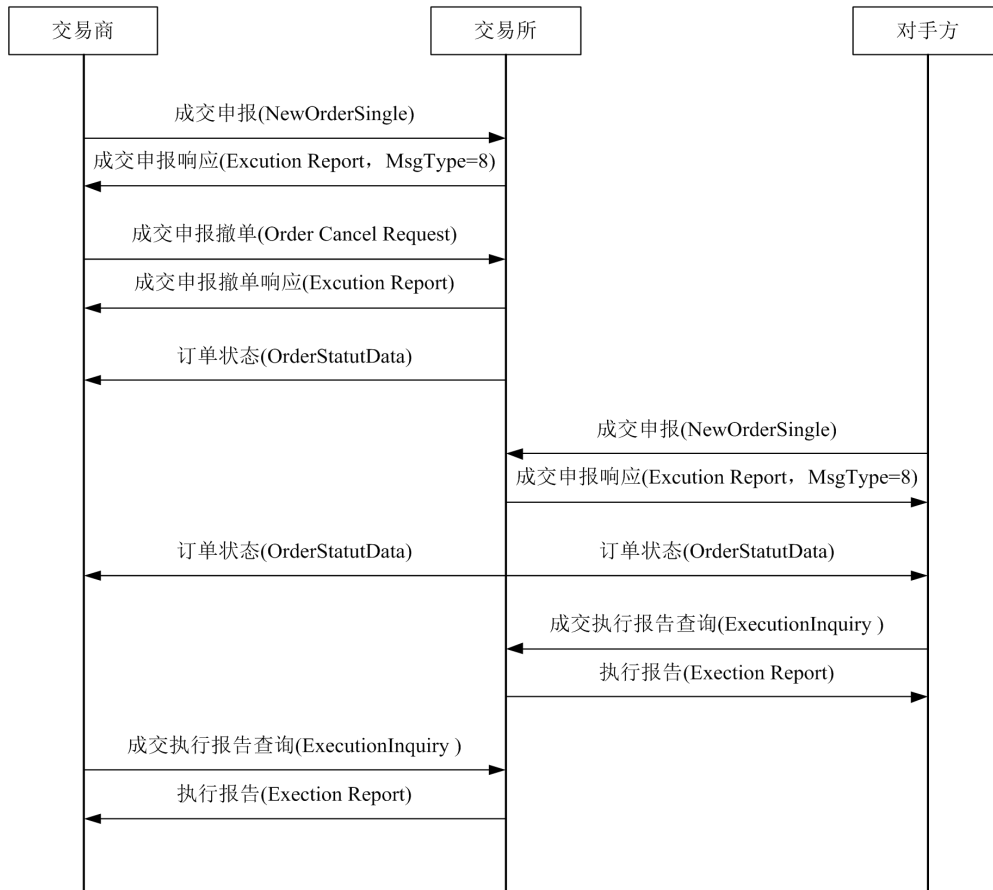 交易商
交易所
对手方
成交申报(NewOrderSingle)
成交申报响应(Excution Report，MsgType=8)
成交申报撤单(Order Cancel Request)
成交申报撤单响应(Excution Report)
订单状态(OrderStatutData)
成交申报(NewOrderSingle)
成交申报响应(Excution Report，MsgType=8)
订单状态(OrderStatutData)
订单状态(OrderStatutData)
成交执行报告查询(ExecutionInquiry )
执行报告(Exection Report)
成交执行报告查询(ExecutionInquiry )
执行报告(Exection Report)